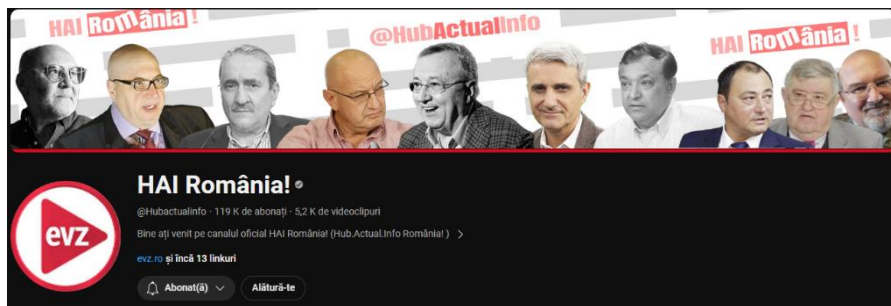 HAI România!
@HubActualInfo
HAI România!
evz
HAI România!
@Hubactualinfo · 119 K de abonați · 5,2 K de videoclipuri
Bine ați venit pe canalul oficial HAI România! (Hub.Actual.Info România! )
evz.ro și încă 13 linkuri
Abonat(ă)
Alătură-te